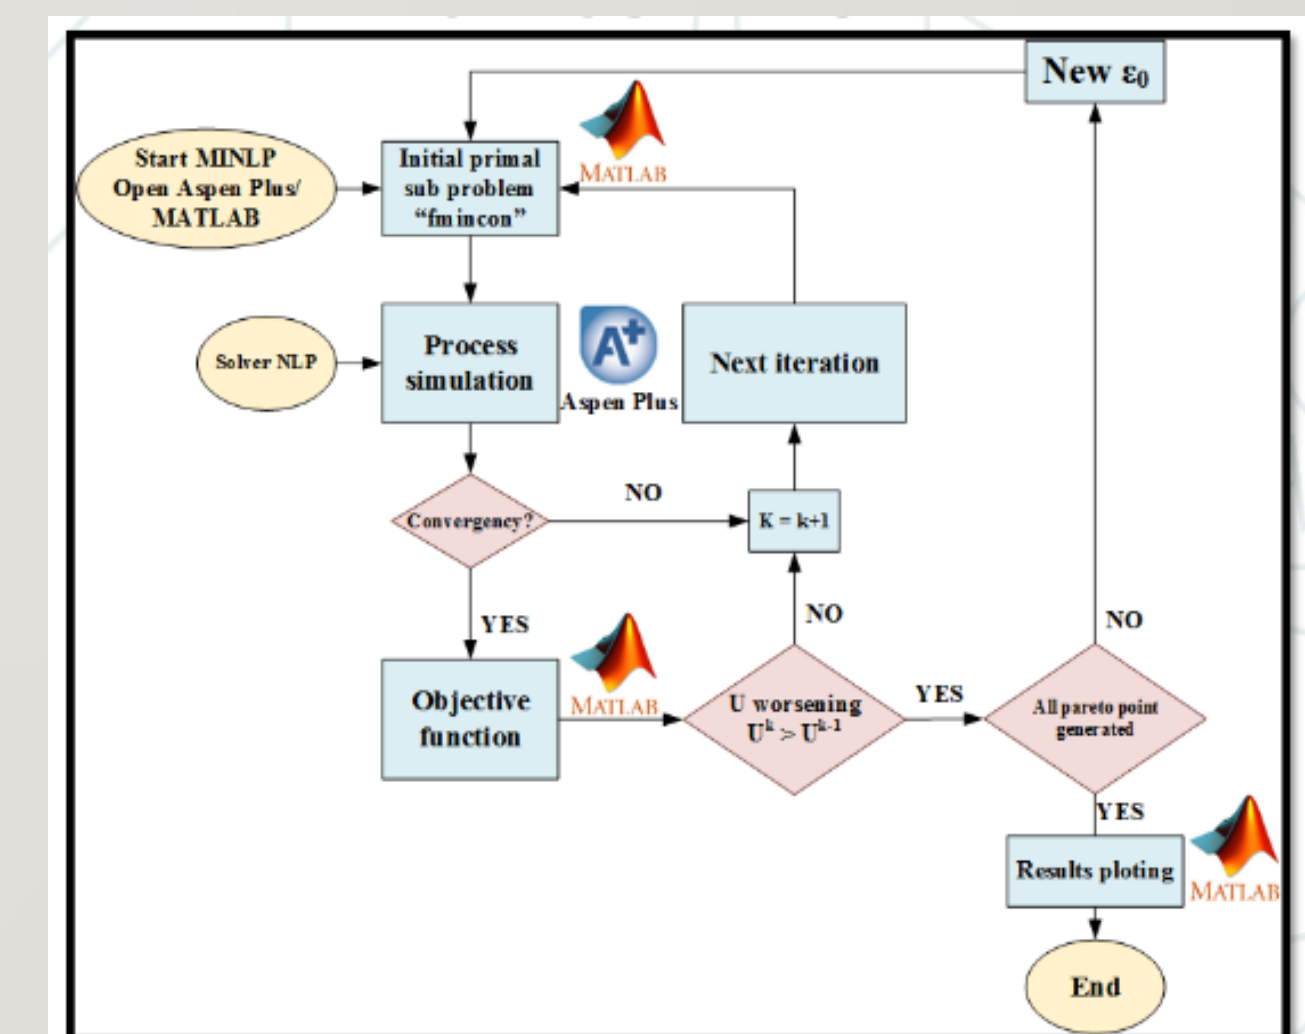 New ε₀
Start MINLP
Open Aspen Plus/
MATLAB
Initial primal
sub problem
“fmincon”
MATLAB
Solver NLP
Process
simulation
Aspen Plus
Next iteration
Convergency?
NO
K = k+1
YES
NO
NO
Objective
function
MATLAB
U worsening
Uᵏ > Uᵏ⁻¹
YES
All pareto point
generated
YES
Results ploting
MATLAB
End